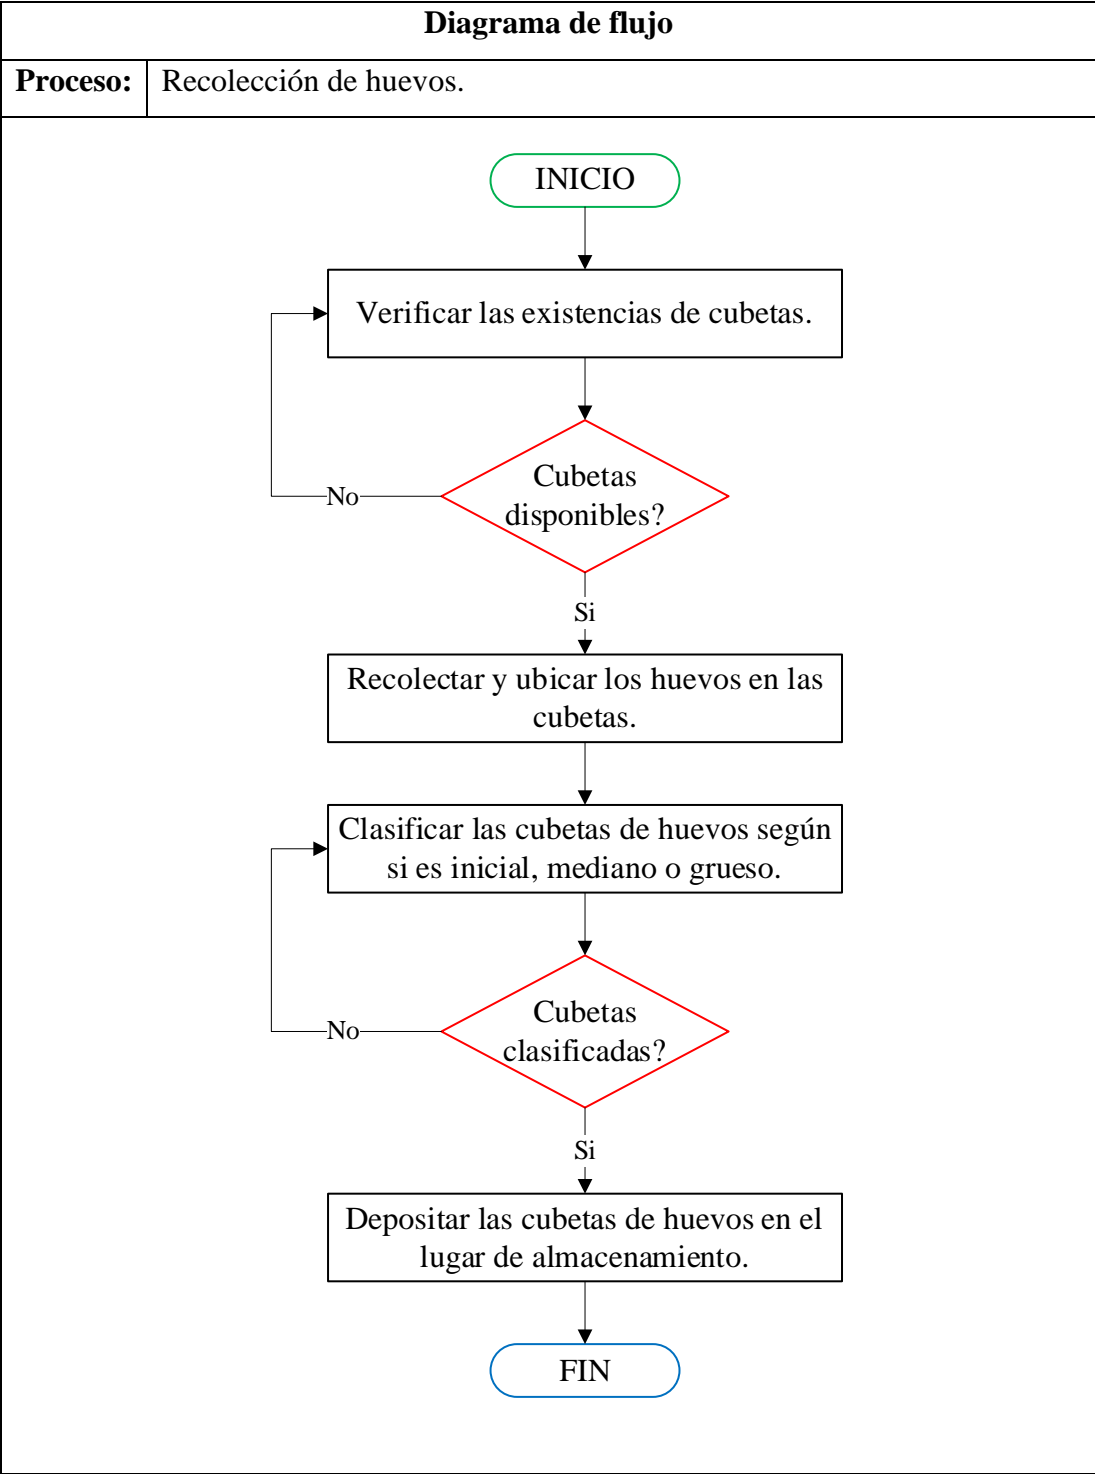 Diagrama de flujo
Proceso:
Recolección de huevos.
INICIO
Verificar las existencias de cubetas.
Cubetas
disponibles?
No
Si
Recolectar y ubicar los huevos en las
cubetas.
Clasificar las cubetas de huevos según
si es inicial, mediano o grueso.
Cubetas
clasificadas?
No
Si
Depositar las cubetas de huevos en el
lugar de almacenamiento.
FIN